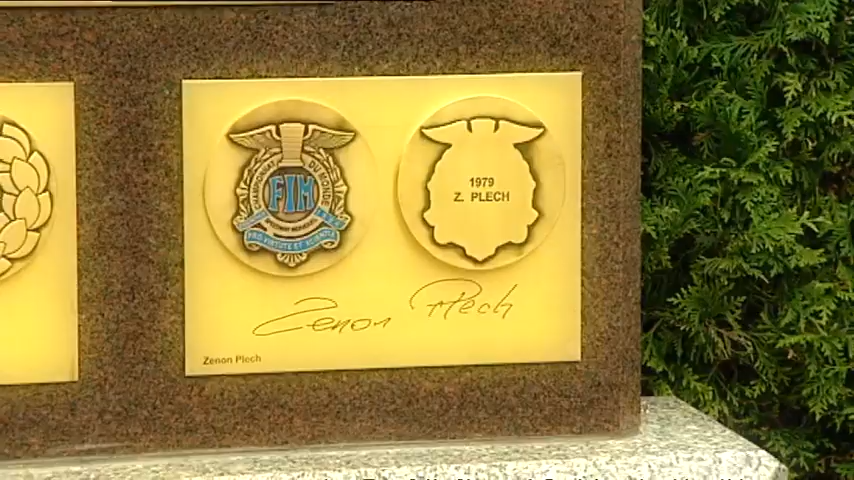 CHAMPIONNAT DU MONDE
FIM
PRO VIRTUTE ET SCIENTIA
1979
Z. PLECH
Zenon Plech
Zenon Plech